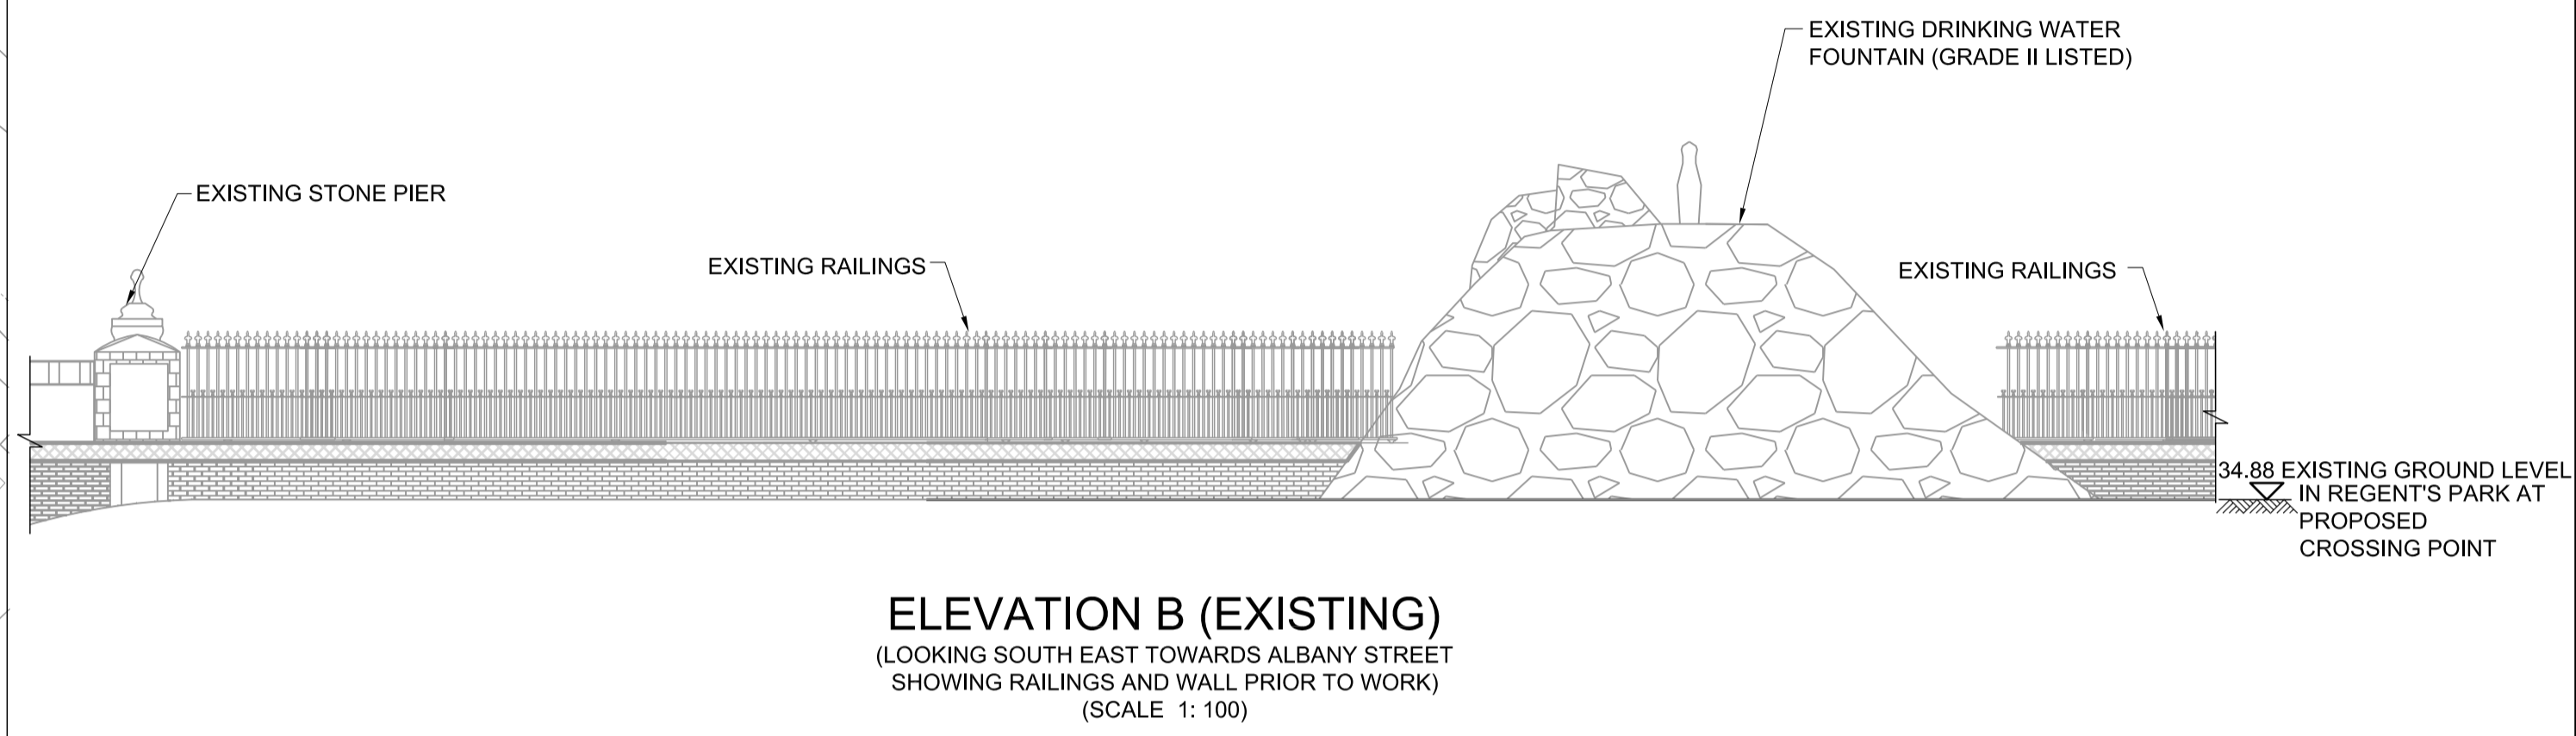 EXISTING DRINKING WATER
FOUNTAIN (GRADE II LISTED)
EXISTING STONE PIER
EXISTING RAILINGS
EXISTING RAILINGS
34.88 EXISTING GROUND LEVEL
IN REGENT'S PARK AT
PROPOSED
CROSSING POINT
ELEVATION B (EXISTING)
(LOOKING SOUTH EAST TOWARDS ALBANY STREET
SHOWING RAILINGS AND WALL PRIOR TO WORK)
(SCALE 1: 100)